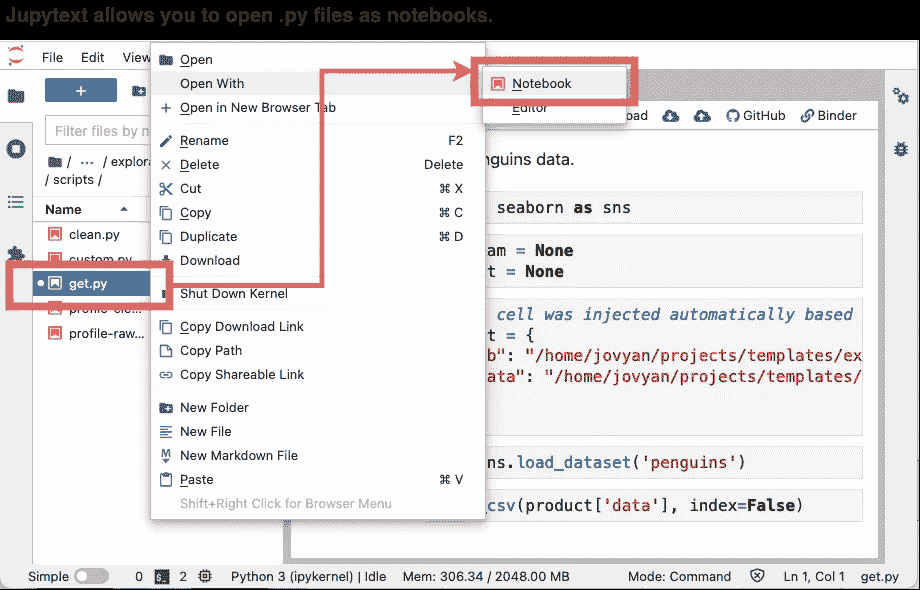 Jupytext allows you to open .py files as notebooks.
File Edit View
Open
Open With
Open in New Browser Tab
Rename F2
Delete Delete
Cut ⌘ X
Copy ⌘ C
Duplicate ⌘ D
Download
Shut Down Kernel
Copy Download Link
Copy Path
Copy Shareable Link
New Folder
New File
New Markdown File
Paste ⌘ V
Shift+Right Click for Browser Menu
Notebook
Editor
+
Filter files by n
/ ... / explora
/ scripts /
Name
clean.py
custom.py
get.py
profile-raw...
GitHub Binder
nguins data.
seaborn as sns
am = None
t = None
cell was injected automatically based
t = {
b": "/home/jovyan/projects/templates/ex
ata": "/home/jovyan/projects/templates/
ns.load_dataset('penguins')
csv(product['data'], index=False)
Simple 0 2 Python 3 (ipykernel) | Idle Mem: 306.34 / 2048.00 MB Mode: Command Ln 1, Col 1 get.py